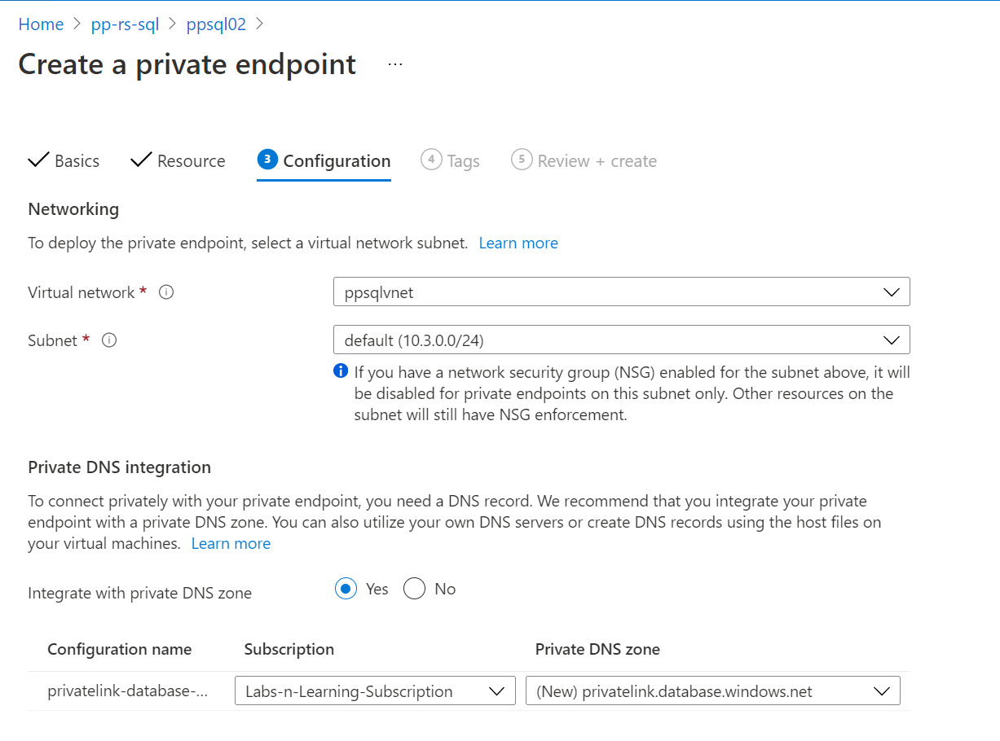 Home > pp-rs-sql > ppsql02 >
Create a private endpoint ...
Basics Resource 3 Configuration 4 Tags 5 Review + create
Networking
To deploy the private endpoint, select a virtual network subnet. Learn more
Virtual network * ppsqlvnet
Subnet * default (10.3.0.0/24)
If you have a network security group (NSG) enabled for the subnet above, it will
be disabled for private endpoints on this subnet only. Other resources on the
subnet will still have NSG enforcement.
Private DNS integration
To connect privately with your private endpoint, you need a DNS record. We recommend that you integrate your private
endpoint with a private DNS zone. You can also utilize your own DNS servers or create DNS records using the host files on
your virtual machines. Learn more
Integrate with private DNS zone Yes No
Configuration name Subscription Private DNS zone
privatelink-database-... Labs-n-Learning-Subscription (New) privatelink.database.windows.net